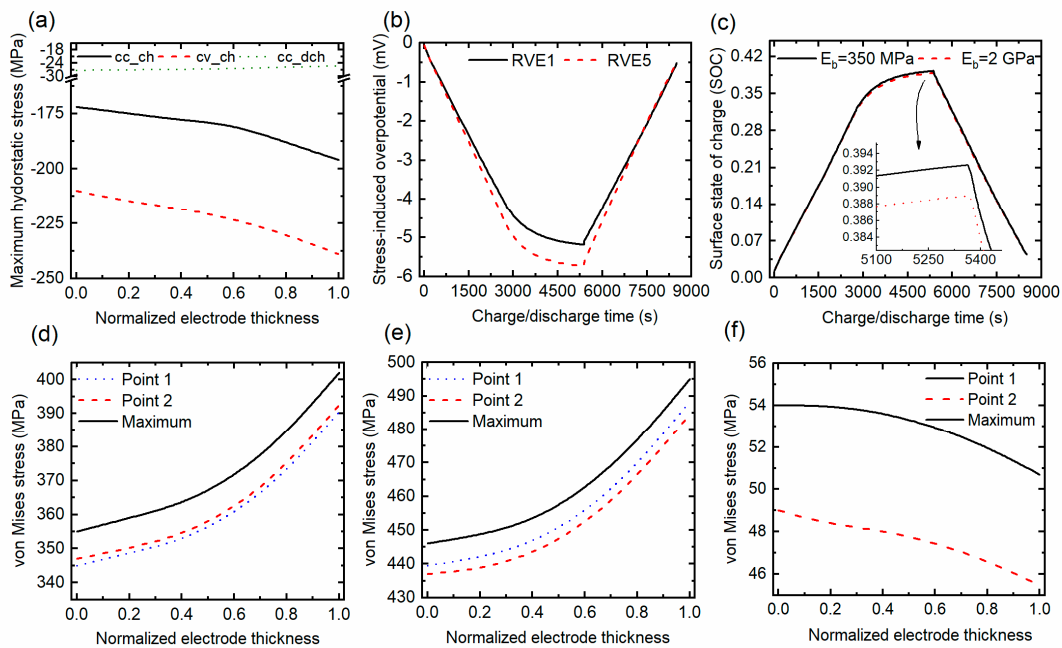 (a)
Maximum hydorstatic stress (MPa)
-18
-24
-30
-175
-200
-225
-250
cc_ch
cv_ch
cc_dch
0.0
0.2
0.4
0.6
0.8
1.0
Normalized electrode thickness
(b)
Stress-induced overpotential (mV)
0
-1
-2
-3
-4
-5
-6
RVE1
RVE5
0
1500
3000
4500
6000
7500
9000
Charge/discharge time (s)
(c)
Surface state of charge (SOC)
0.42
0.35
0.28
0.21
0.14
0.07
0.00
E_b=350 MPa
E_b=2 GPa
0.394
0.392
0.390
0.388
0.386
0.384
5100
5250
5400
0
1500
3000
4500
6000
7500
9000
Charge/discharge time (s)
(d)
von Mises stress (MPa)
400
390
380
370
360
350
340
Point 1
Point 2
Maximum
0.0
0.2
0.4
0.6
0.8
1.0
Normalized electrode thickness
(e)
von Mises stress (MPa)
500
490
480
470
460
450
440
430
Point 1
Point 2
Maximum
0.0
0.2
0.4
0.6
0.8
1.0
Normalized electrode thickness
(f)
von Mises stress (MPa)
56
54
52
50
48
46
Point 1
Point 2
Maximum
0.0
0.2
0.4
0.6
0.8
1.0
Normalized electrode thickness